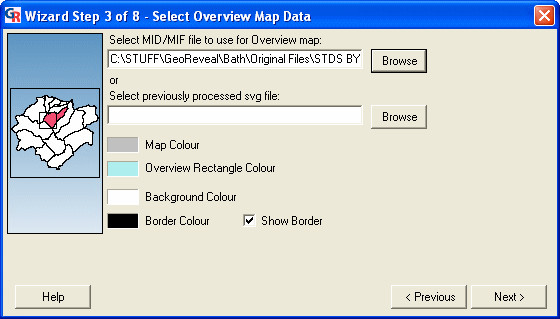 GR Wizard Step 3 of 8 - Select Overview Map Data
Select MID/MIF file to use for Overview map:
C:\STUFF\GeoReveal\Bath\Original Files\STDS BY
Browse
or
Select previously processed svg file:
Browse
Map Colour
Overview Rectangle Colour
Background Colour
Border Colour
Show Border
Help
< Previous
Next >